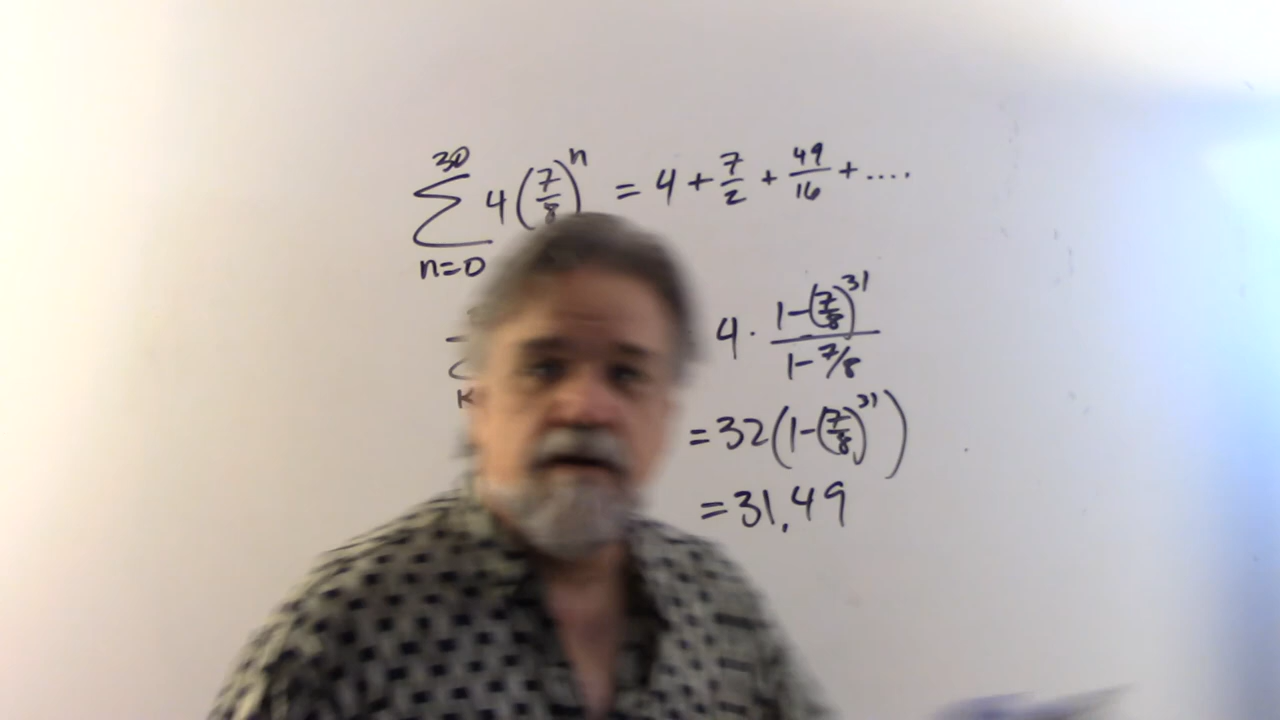 30
∑ 4(7/8)^n = 4 + 7/2 + 49/16 + ....
n=0
4 · (1-(7/8)^31)/(1-7/8)
K
= 32(1-(7/8)^31)
= 31.49